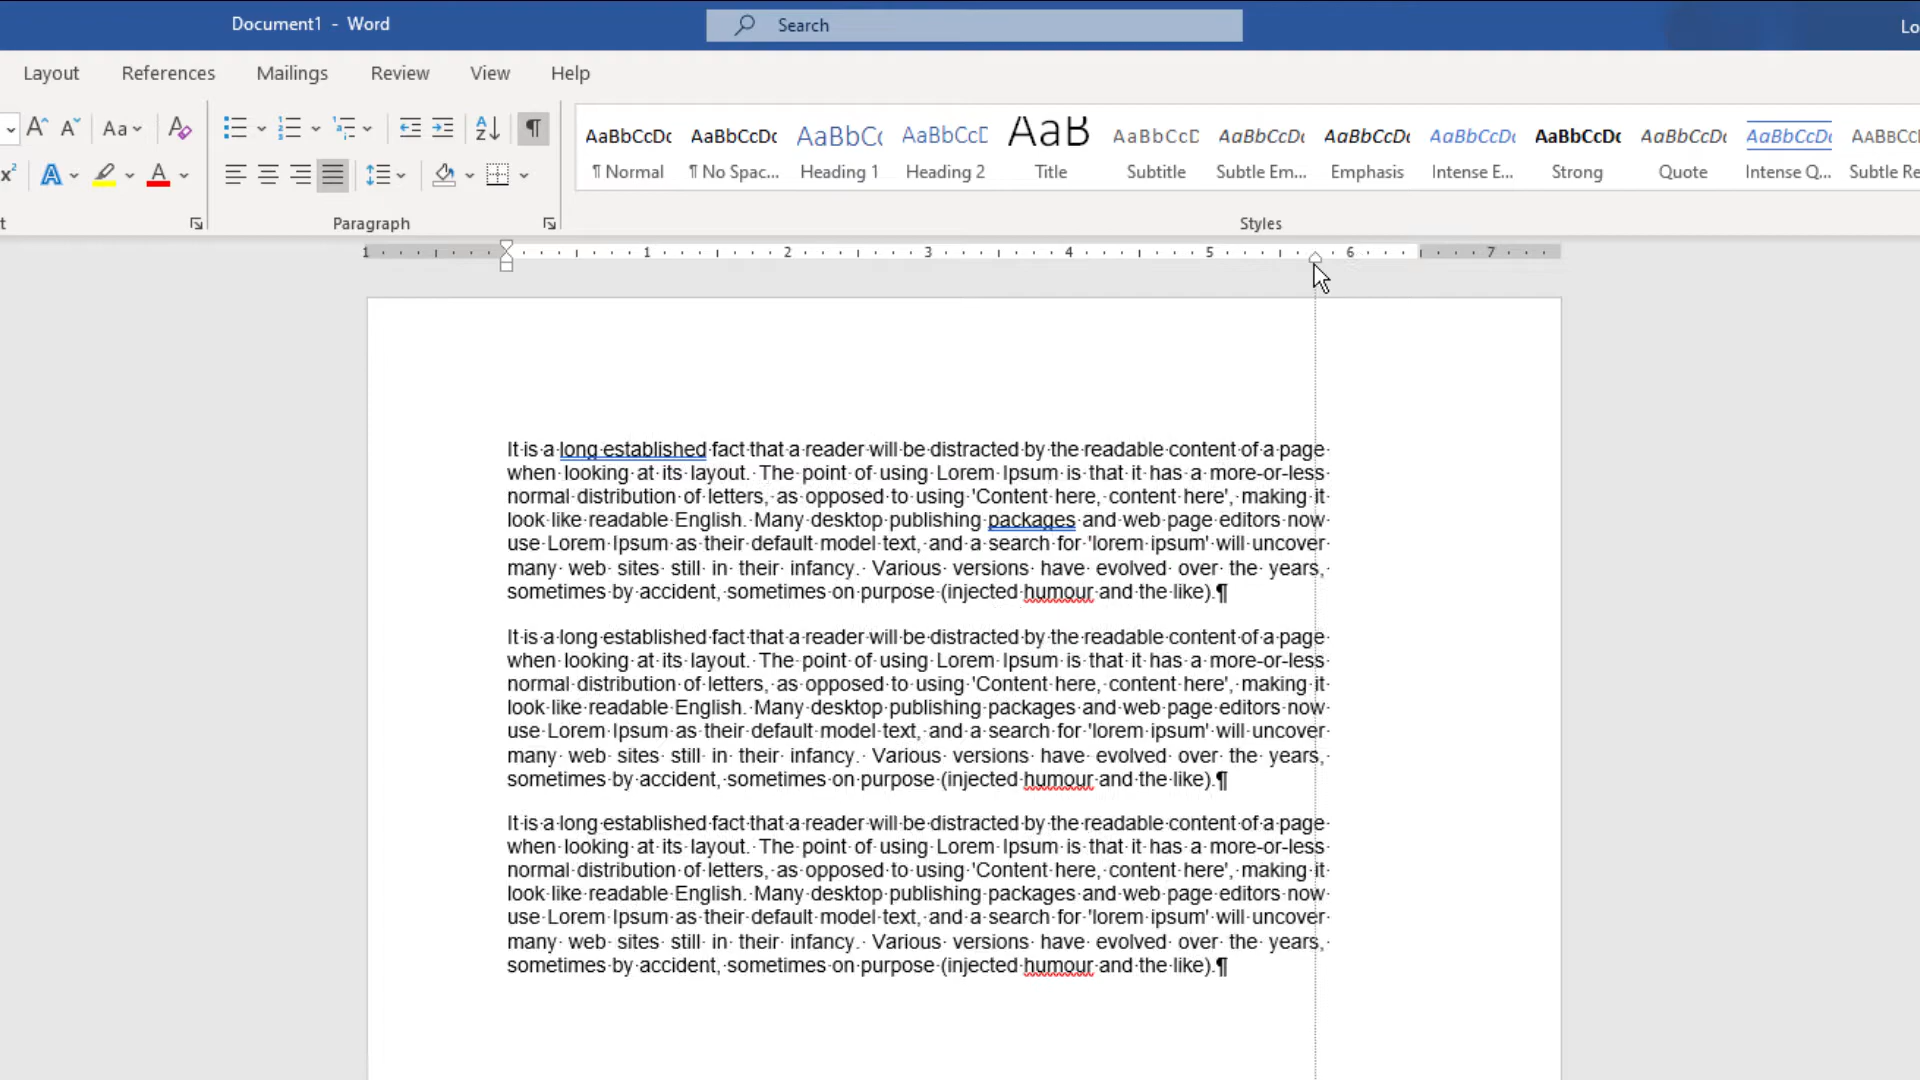 Document1 - Word
Search
Lo
Layout References Mailings Review View Help
Aa
AaBbCcDc AaBbCcDc AaBbCc AaBbCcD AaB AaBbCcD AaBbCcDc AaBbCcDc AaBbCcDc AaBbCcDc AaBbCcDc AaBbCcDc AABBCC
¶ Normal ¶ No Spac... Heading 1 Heading 2 Title Subtitle Subtle Em... Emphasis Intense E... Strong Quote Intense Q... Subtle Re
t Paragraph Styles
1 1 2 3 4 5 6 7
It is a long established fact that a reader will be distracted by the readable content of a page
when looking at its layout. The point of using Lorem Ipsum is that it has a more-or-less
normal distribution of letters, as opposed to using 'Content here, content here', making it
look like readable English. Many desktop publishing packages and web page editors now
use Lorem Ipsum as their default model text, and a search for 'lorem ipsum' will uncover
many web sites still in their infancy. Various versions have evolved over the years,
sometimes by accident, sometimes on purpose (injected humour and the like).¶
It is a long established fact that a reader will be distracted by the readable content of a page
when looking at its layout. The point of using Lorem Ipsum is that it has a more-or-less
normal distribution of letters, as opposed to using 'Content here, content here', making it
look like readable English. Many desktop publishing packages and web page editors now
use Lorem Ipsum as their default model text, and a search for 'lorem ipsum' will uncover
many web sites still in their infancy. Various versions have evolved over the years,
sometimes by accident, sometimes on purpose (injected humour and the like).¶
It is a long established fact that a reader will be distracted by the readable content of a page
when looking at its layout. The point of using Lorem Ipsum is that it has a more-or-less
normal distribution of letters, as opposed to using 'Content here, content here', making it
look like readable English. Many desktop publishing packages and web page editors now
use Lorem Ipsum as their default model text, and a search for 'lorem ipsum' will uncover
many web sites still in their infancy. Various versions have evolved over the years,
sometimes by accident, sometimes on purpose (injected humour and the like).¶